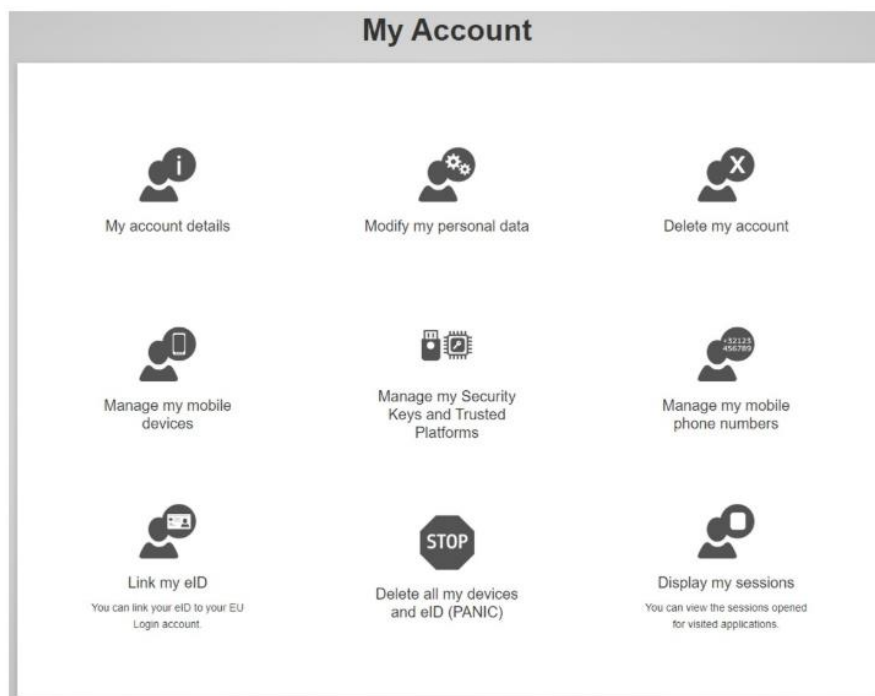 My Account
i
X
My account details
Modify my personal data
Delete my account
+32123
456789
Manage my mobile
devices
Manage my Security
Keys and Trusted
Platforms
Manage my mobile
phone numbers
STOP
Link my eID
You can link your eID to your EU
Login account.
Delete all my devices
and eID (PANIC)
Display my sessions
You can view the sessions opened
for visited applications.